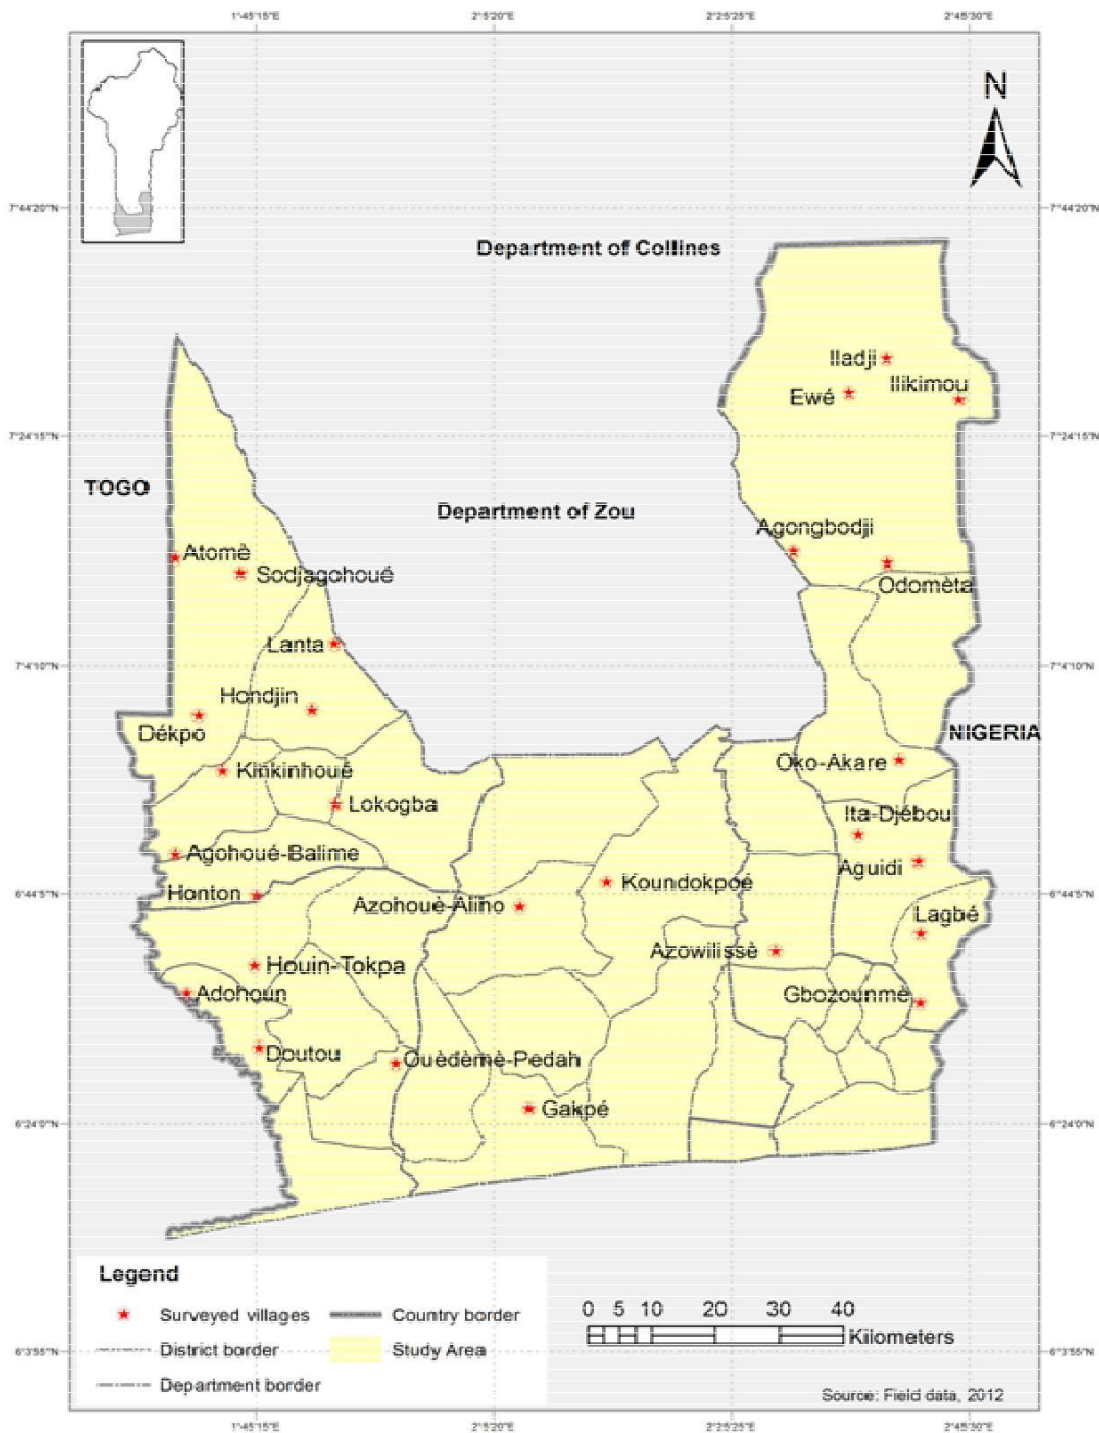 1°45'15"E 2°5'20"E 2°25'25"E 2°45'30"E
N
7°44'20"N 7°44'20"N
Department of Collines
Iladji
Ilikimou
Ewé
7°24'15"N 7°24'15"N
TOGO
Department of Zou
Agongbodji
Atomè
Sodjagohoué
Odomèta
Lanta
7°4'10"N 7°4'10"N
Hondjin
Dékpo
NIGERIA
Kinkinhoué
Oko-Akare
Lokogba
Ita-Djébou
Agohoué-Balime
Aguidi
Koundokpoé
Honton
6°44'5"N 6°44'5"N
Azohouè-Aliho
Lagbé
Azowilissè
Houin-Tokpa
Adohoun
Gbozounmè
Doutou
Ouèdèmè-Pedah
Gakpé
6°24'0"N 6°24'0"N
Legend
Surveyed villages
Country border
District border
Study Area
Department border
0 5 10 20 30 40
Kilometers
6°3'55"N 6°3'55"N
Source: Field data, 2012
1°45'15"E 2°5'20"E 2°25'25"E 2°45'30"E